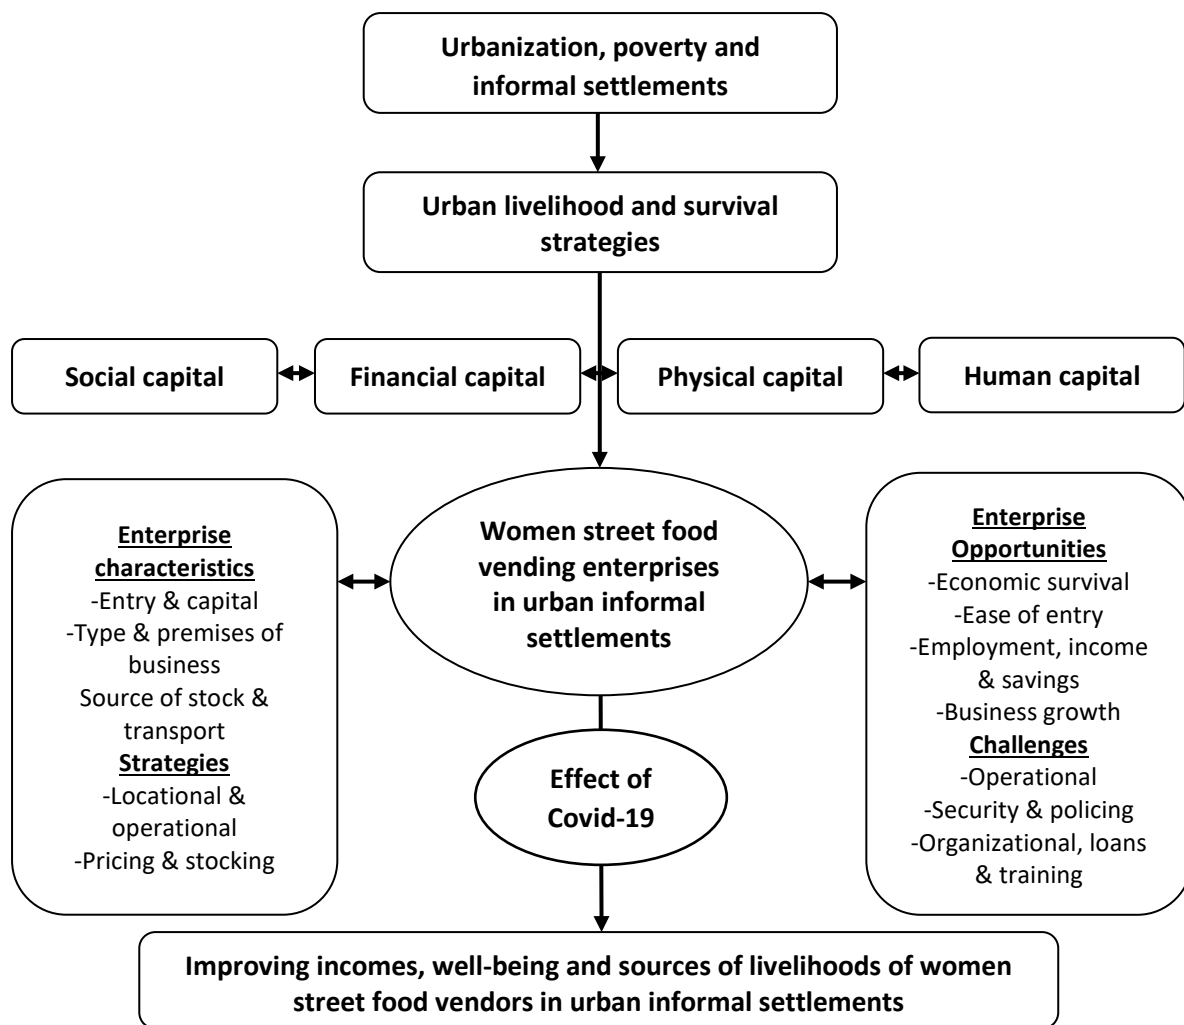 Urbanization, poverty and
informal settlements
Urban livelihood and survival
strategies
Social capital
Financial capital
Physical capital
Human capital
Enterprise
characteristics
-Entry & capital
-Type & premises of
business
Source of stock &
transport
Strategies
-Locational &
operational
-Pricing & stocking
Women street food
vending enterprises
in urban informal
settlements
Enterprise
Opportunities
-Economic survival
-Ease of entry
-Employment, income
& savings
-Business growth
Challenges
-Operational
-Security & policing
-Organizational, loans
& training
Effect of
Covid-19
Improving incomes, well-being and sources of livelihoods of women
street food vendors in urban informal settlements